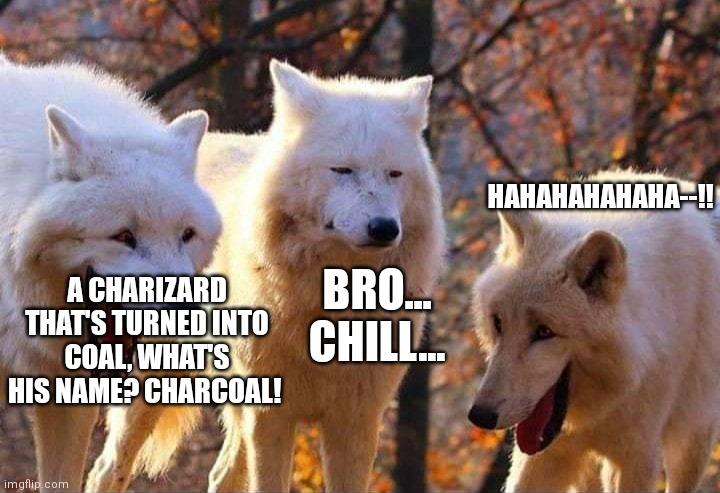 A CHARIZARD
THAT'S TURNED INTO
COAL, WHAT'S
HIS NAME? CHARCOAL!
BRO...
CHILL...
HAHAHAHAHAHA--!!
imgflip.com